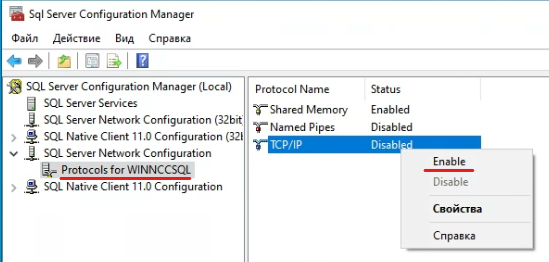 Sql Server Configuration Manager
Файл Действие Вид Справка
SQL Server Configuration Manager (Local)
SQL Server Services
SQL Server Network Configuration (32bit)
SQL Native Client 11.0 Configuration (32l
SQL Server Network Configuration
Protocols for WINNCCSQL
SQL Native Client 11.0 Configuration
Protocol Name Status
Shared Memory Enabled
Named Pipes Disabled
TCP/IP Disabled
Enable
Disable
Свойства
Справка